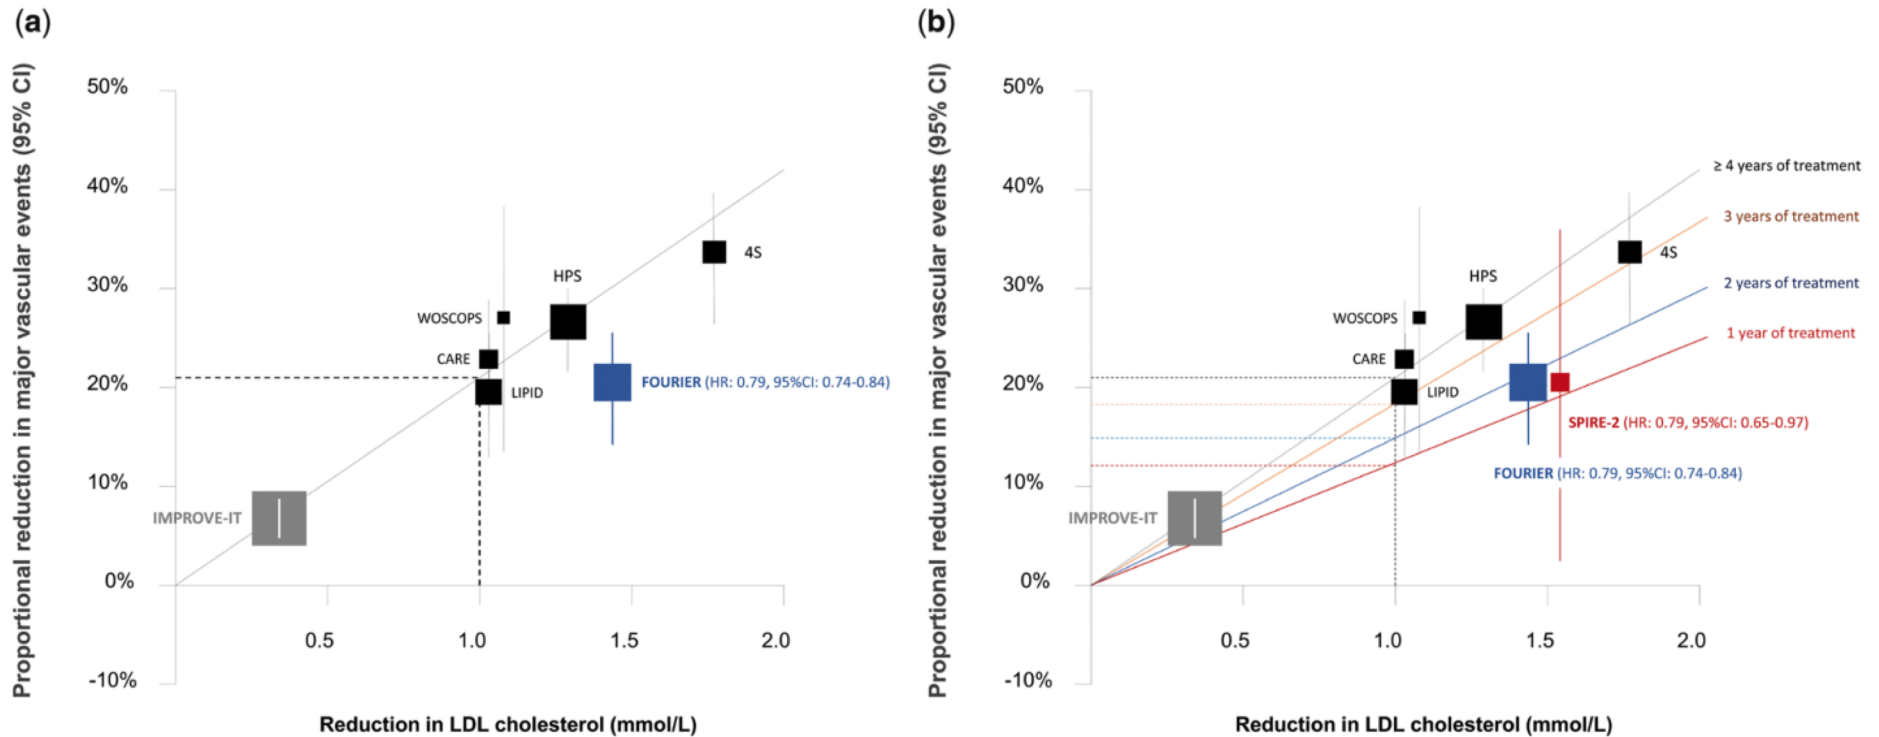 (a)
Proportional reduction in major vascular events (95% CI)
50%
40%
30%
20%
10%
0%
-10%
4S
HPS
WOSCOPS
CARE
LIPID
FOURIER (HR: 0.79, 95%CI: 0.74-0.84)
IMPROVE-IT
0.5
1.0
1.5
2.0
Reduction in LDL cholesterol (mmol/L)
(b)
Proportional reduction in major vascular events (95% CI)
50%
40%
30%
20%
10%
0%
-10%
≥ 4 years of treatment
3 years of treatment
4S
HPS
2 years of treatment
WOSCOPS
1 year of treatment
CARE
LIPID
SPIRE-2 (HR: 0.79, 95%CI: 0.65-0.97)
FOURIER (HR: 0.79, 95%CI: 0.74-0.84)
IMPROVE-IT
0.5
1.0
1.5
2.0
Reduction in LDL cholesterol (mmol/L)